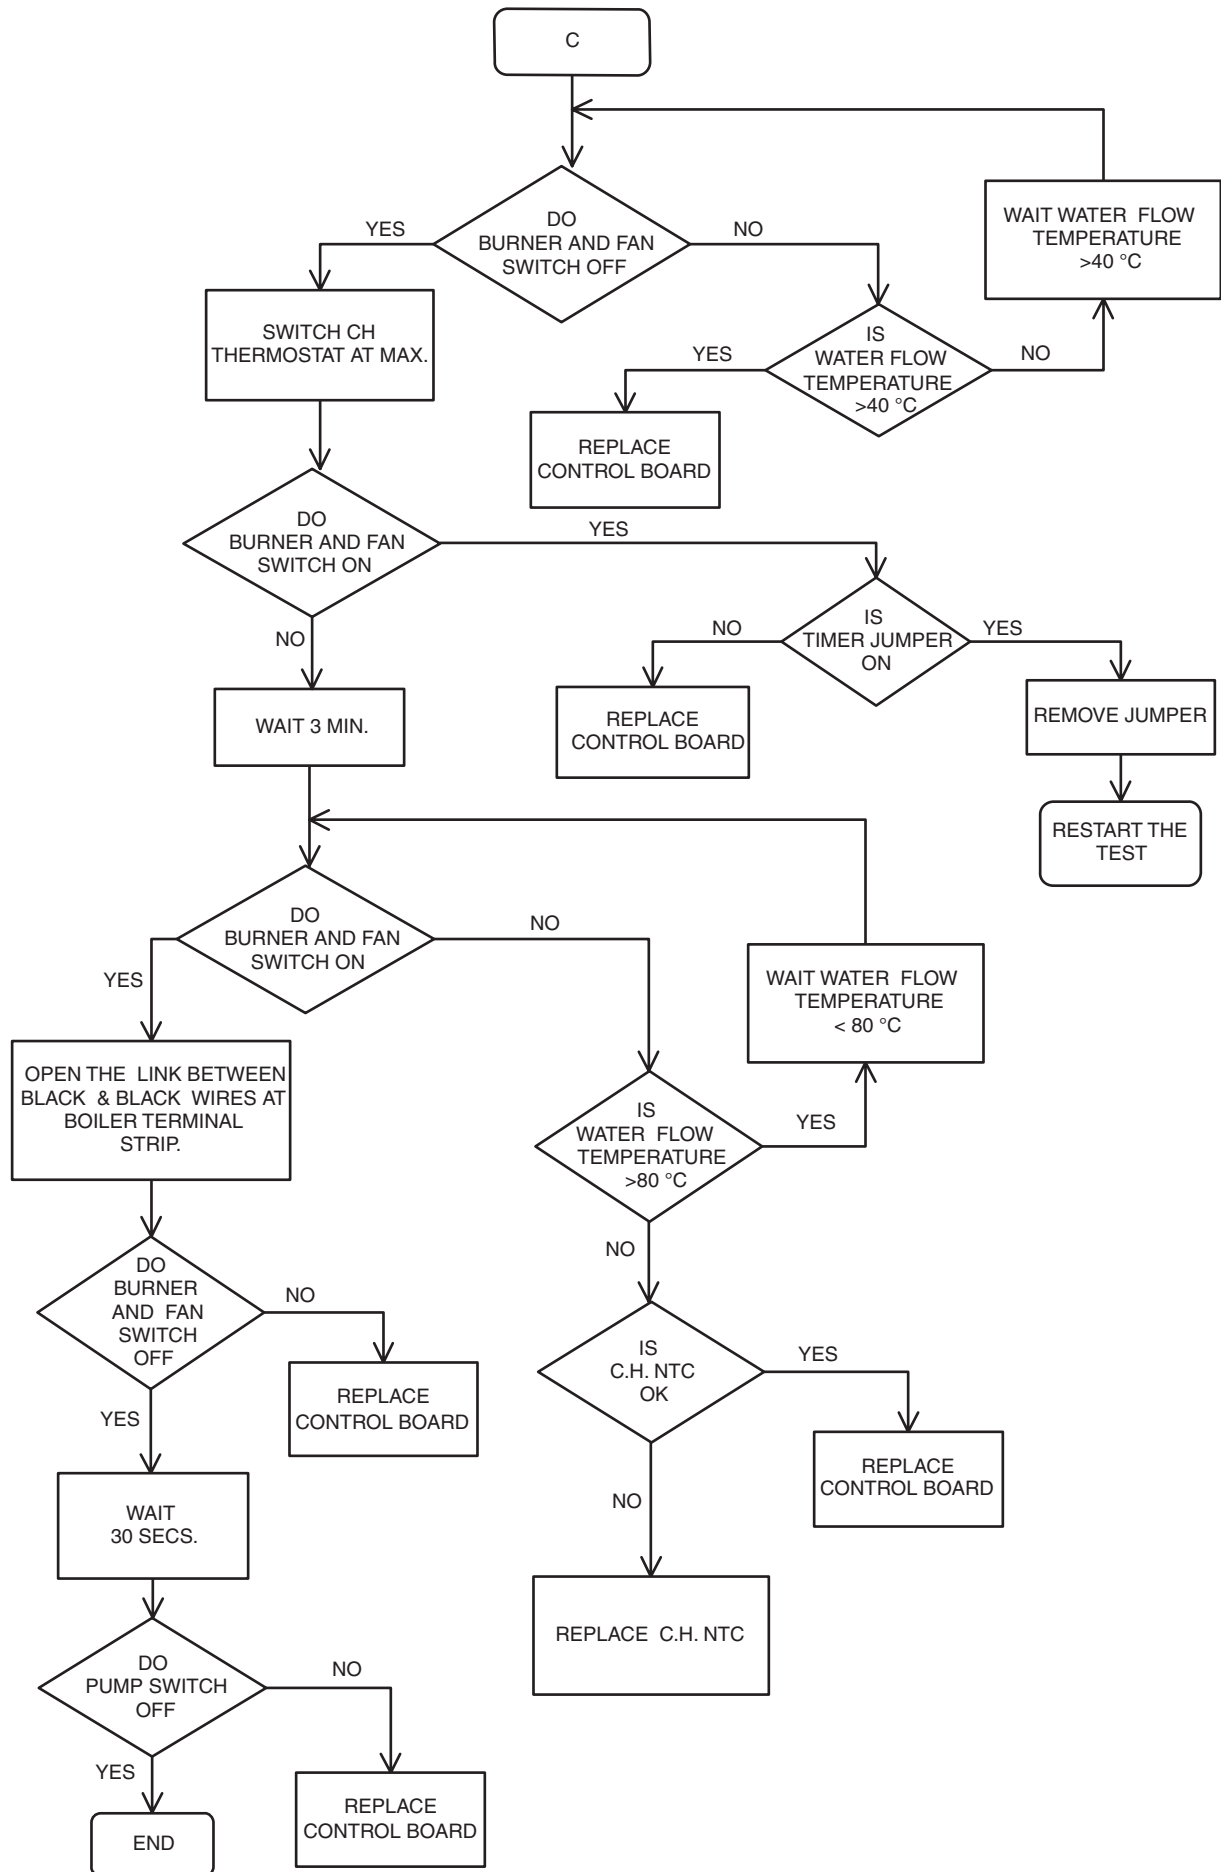 C
DO
BURNER AND FAN
SWITCH OFF
YES
NO
WAIT WATER FLOW
TEMPERATURE
>40 °C
SWITCH CH
THERMOSTAT AT MAX.
IS
WATER FLOW
TEMPERATURE
>40 °C
YES
NO
REPLACE
CONTROL BOARD
DO
BURNER AND FAN
SWITCH ON
YES
NO
IS
TIMER JUMPER
ON
NO
YES
WAIT 3 MIN.
REPLACE
CONTROL BOARD
REMOVE JUMPER
RESTART THE
TEST
DO
BURNER AND FAN
SWITCH ON
NO
YES
WAIT WATER FLOW
TEMPERATURE
< 80 °C
OPEN THE LINK BETWEEN
BLACK & BLACK WIRES AT
BOILER TERMINAL
STRIP.
IS
WATER FLOW
TEMPERATURE
>80 °C
YES
NO
DO
BURNER
AND FAN
SWITCH
OFF
NO
YES
REPLACE
CONTROL BOARD
IS
C.H. NTC
OK
YES
NO
REPLACE
CONTROL BOARD
WAIT
30 SECS.
REPLACE C.H. NTC
DO
PUMP SWITCH
OFF
NO
YES
REPLACE
CONTROL BOARD
END